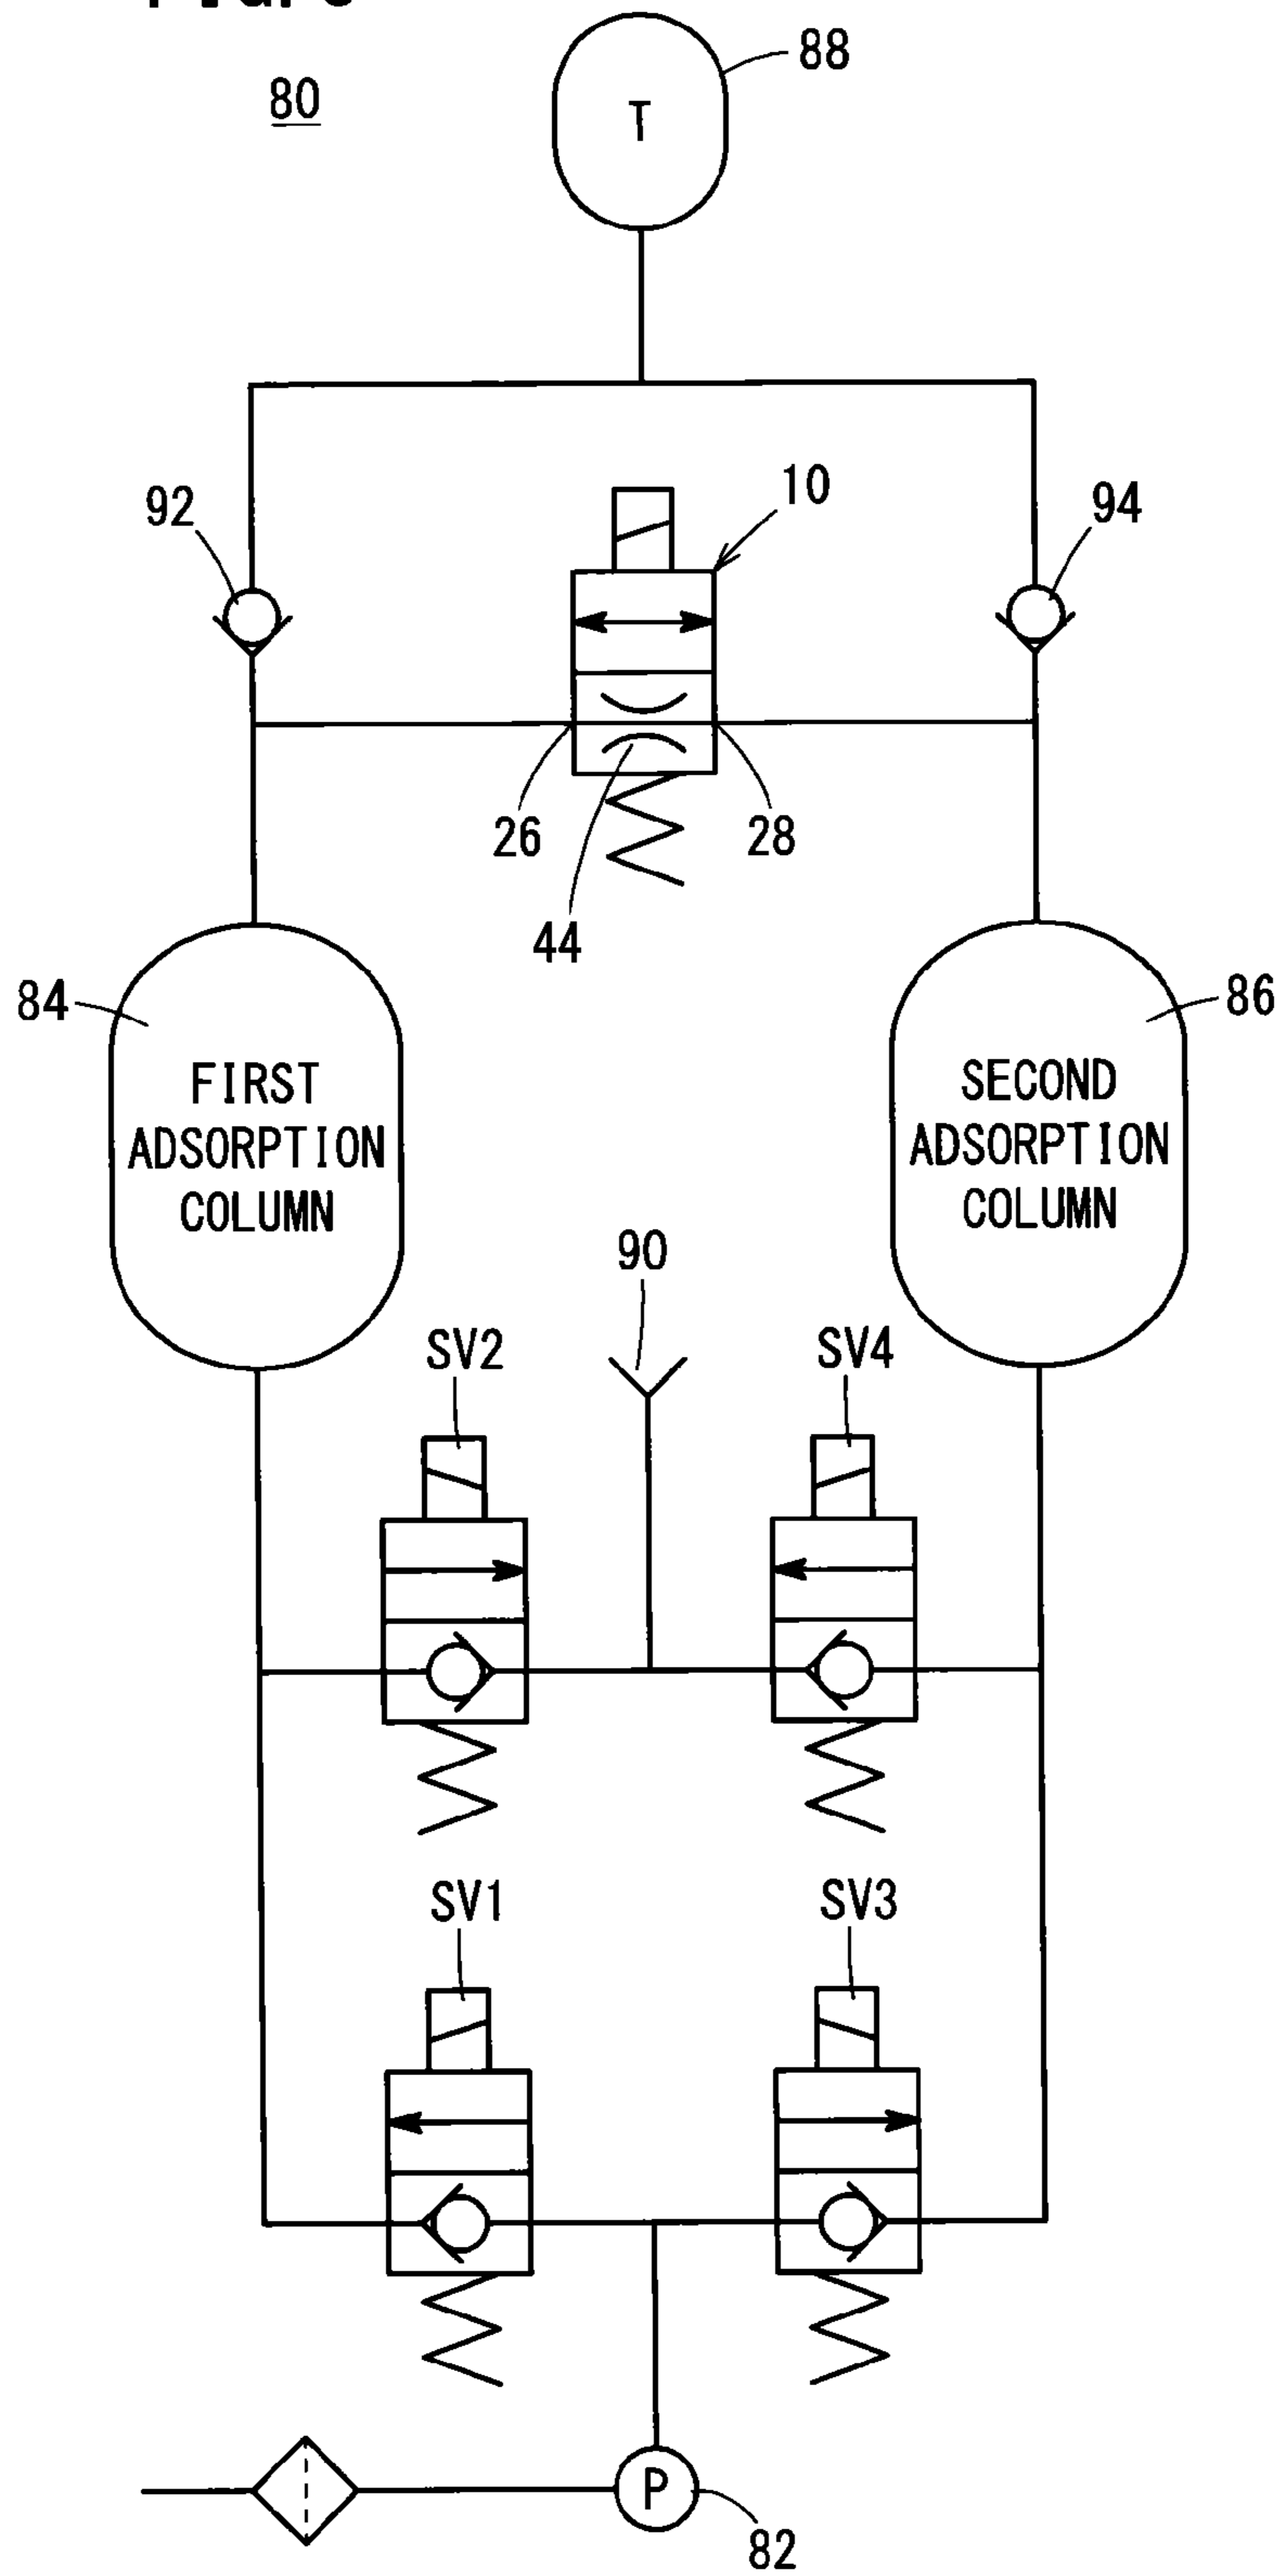 88
T
80
10
92
94
26
28
44
84
86
FIRST
ADSORPTION
COLUMN
SECOND
ADSORPTION
COLUMN
90
SV2
SV4
SV1
SV3
P
82